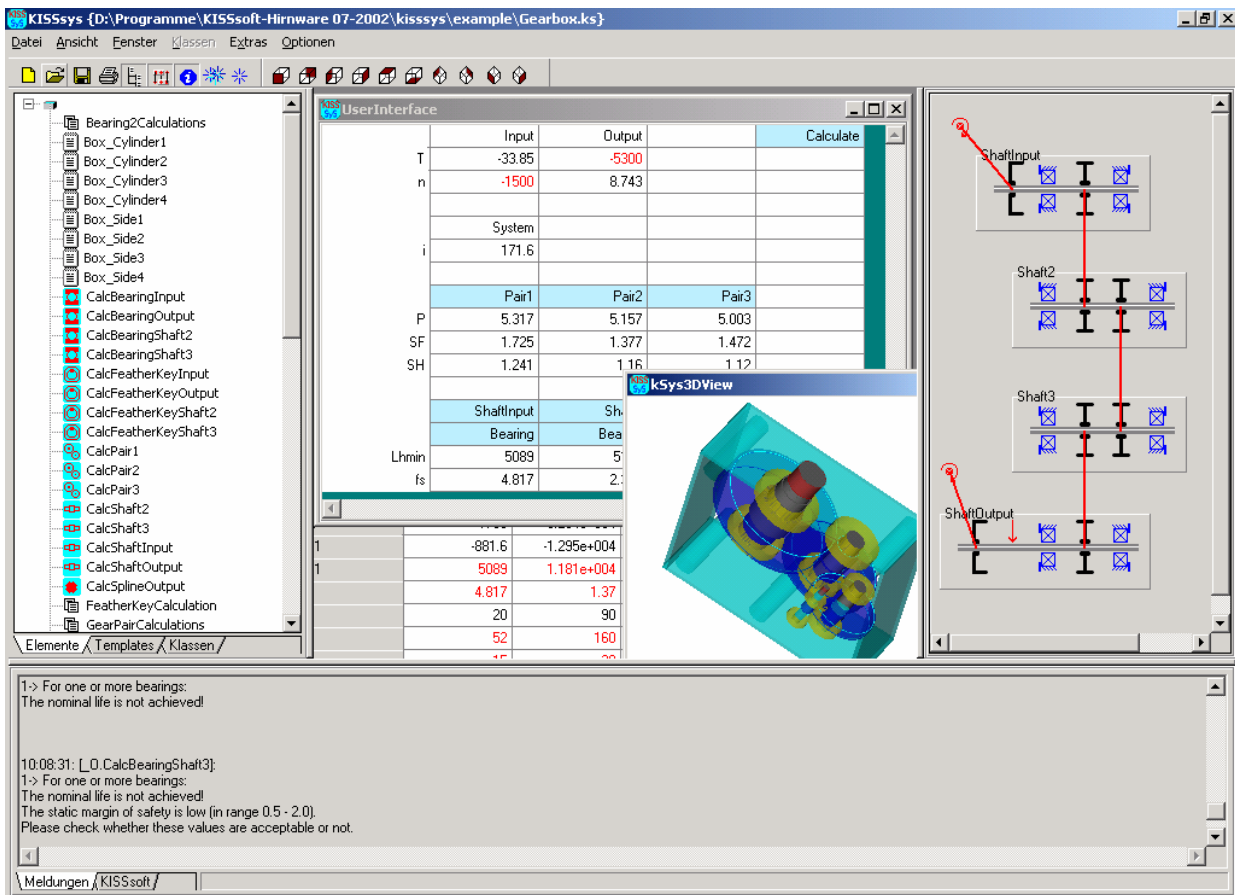 KISSsys {D:\Programme\KISSsoft-Hirnware 07-2002\kisssys\example\Gearbox.ks}
Datei Ansicht Fenster Klassen Extras Optionen
Bearing2Calculations
Box_Cylinder1
Box_Cylinder2
Box_Cylinder3
Box_Cylinder4
Box_Side1
Box_Side2
Box_Side3
Box_Side4
CalcBearingInput
CalcBearingOutput
CalcBearingShaft2
CalcBearingShaft3
CalcFeatherKeyInput
CalcFeatherKeyOutput
CalcFeatherKeyShaft2
CalcFeatherKeyShaft3
CalcPair1
CalcPair2
CalcPair3
CalcShaft2
CalcShaft3
CalcShaftInput
CalcShaftOutput
CalcSplineOutput
FeatherKeyCalculation
GearPairCalculations
Elemente Templates Klassen
UserInterface
Input Output Calculate
T -33.85 -5300
n -1500 8.743
System
i 171.6
Pair1 Pair2 Pair3
P 5.317 5.157 5.003
SF 1.725 1.377 1.472
SH 1.241 1.16 1.12
ShaftInput
Bearing
Lhmin 5089
fs 4.817
1 -881.6 -1.295e+004
1 5089 1.181e+004
4.817 1.37
20 90
52 160
kSys3DView
ShaftInput
Shaft2
Shaft3
ShaftOutput
1-> For one or more bearings:
The nominal life is not achieved!
10:08:31: [_O.CalcBearingShaft3]:
1-> For one or more bearings:
The nominal life is not achieved!
The static margin of safety is low (in range 0.5 - 2.0).
Please check whether these values are acceptable or not.
Meldungen KISSsoft